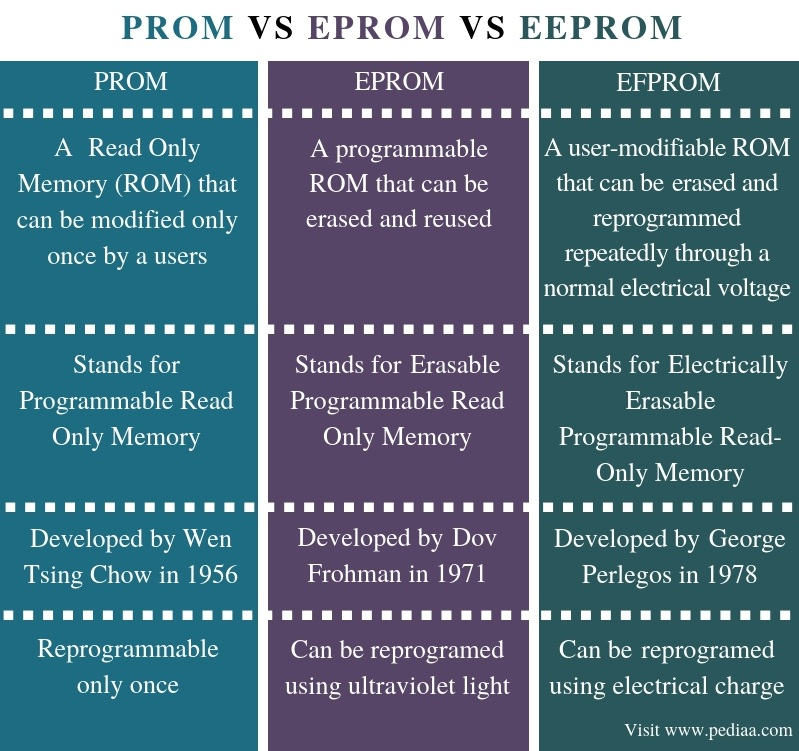 PROM VS EPROM VS EEPROM
PROM
A Read Only
Memory (ROM) that
can be modified only
once by a users
Stands for
Programmable Read
Only Memory
Developed by Wen
Tsing Chow in 1956
Reprogrammable
only once
EPROM
A programmable
ROM that can be
erased and reused
Stands for Erasable
Programmable Read
Only Memory
Developed by Dov
Frohman in 1971
Can be reprogramed
using ultraviolet light
EFPROM
A user-modifiable ROM
that can be erased and
reprogrammed
repeatedly through a
normal electrical voltage
Stands for Electrically
Erasable
Programmable Read-
Only Memory
Developed by George
Perlegos in 1978
Can be reprogramed
using electrical charge
Visit www.pediaa.com